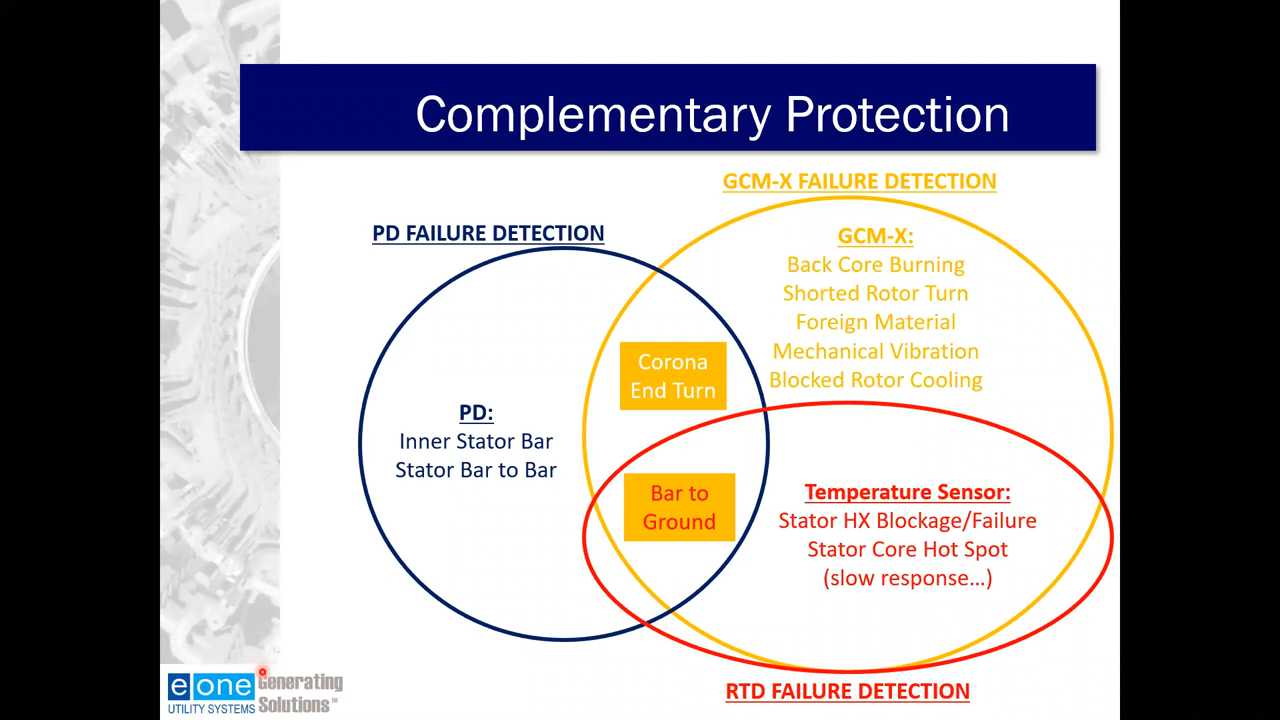 Complementary Protection
GCM-X FAILURE DETECTION
PD FAILURE DETECTION
GCM-X:
Back Core Burning
Shorted Rotor Turn
Foreign Material
Mechanical Vibration
Blocked Rotor Cooling
Corona
End Turn
PD:
Inner Stator Bar
Stator Bar to Bar
Bar to
Ground
Temperature Sensor:
Stator HX Blockage/Failure
Stator Core Hot Spot
(slow response…)
RTD FAILURE DETECTION
eone
UTILITY SYSTEMS
Generating
Solutions™